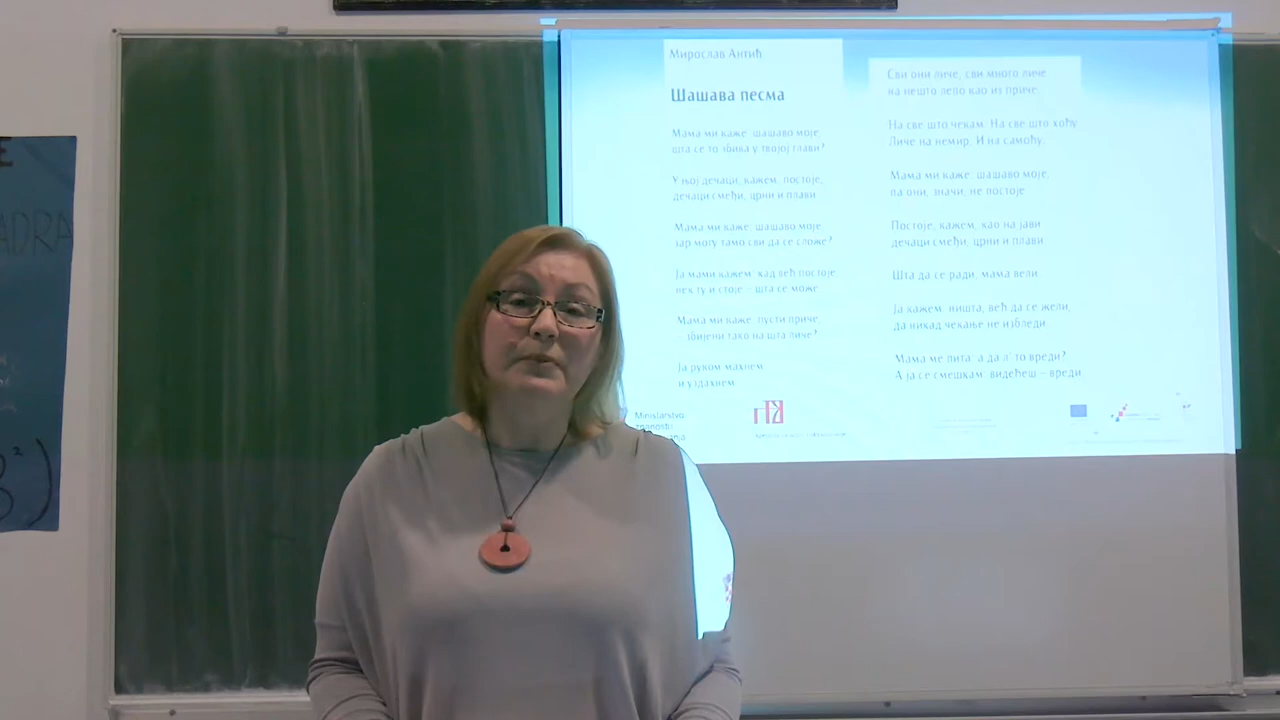 Мирослав Антић
Шашава песма
Мама ми каже: шашаво моје,
шта се то збива у твојој глави?
У њој дечаци, кажем, постоје,
дечаци смеђи, црни и плави.
Мама ми каже, шашаво моје,
зар могу тамо сви да се сложе?
Ја мами кажем: кад већ постоје,
нек ту и стоје – шта се може.
Мама ми каже: пусти приче,
– збијени тако на шта личе?
Ја руком махнем
и уздахнем.
Сви они личе, сви много личе
на нешто лепо као из приче.
На све што чекам. На све што хоћу.
Личе на немир. И на самоћу.
Мама ми каже: шашаво моје,
па они, значи, не постоје.
Постоје, кажем, као на јави
дечаци смеђи, црни и плави.
Шта да се ради, мама вели.
Ја кажем: ништа, већ да се жели,
да никад чекање не избледи.
Мама ме пита: а да л' то вреди?
А ја се смешкам: видећеш – вреди.
Ministarstvo
znanosti
E
ADRA